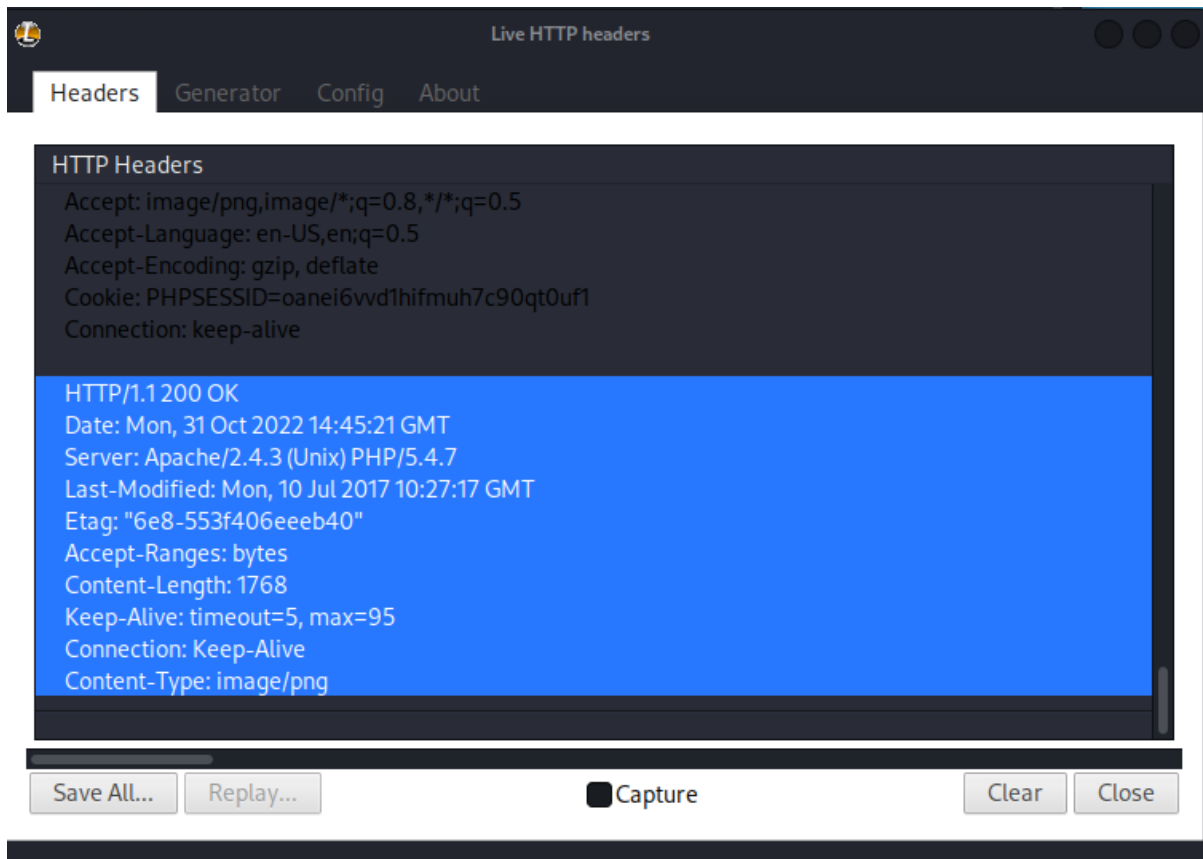 Live HTTP headers
Headers Generator Config About
HTTP Headers
Accept: image/png,image/*;q=0.8,*/*;q=0.5
Accept-Language: en-US,en;q=0.5
Accept-Encoding: gzip, deflate
Cookie: PHPSESSID=oanei6vvd1hifmuh7c90qt0uf1
Connection: keep-alive
HTTP/1.1 200 OK
Date: Mon, 31 Oct 2022 14:45:21 GMT
Server: Apache/2.4.3 (Unix) PHP/5.4.7
Last-Modified: Mon, 10 Jul 2017 10:27:17 GMT
Etag: "6e8-553f406eeeb40"
Accept-Ranges: bytes
Content-Length: 1768
Keep-Alive: timeout=5, max=95
Connection: Keep-Alive
Content-Type: image/png
Save All... Replay... Capture Clear Close